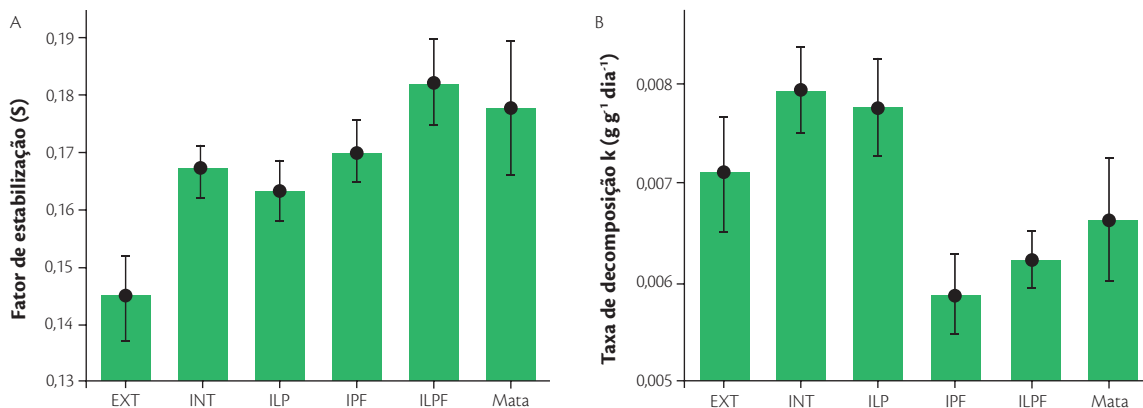 A
Fator de estabilização (S)
0,19
0,18
0,17
0,16
0,15
0,14
0,13
EXT INT ILP IPF ILPF Mata
B
Taxa de decomposição k (g g⁻¹ dia⁻¹)
0,008
0,007
0,006
0,005
EXT INT ILP IPF ILPF Mata